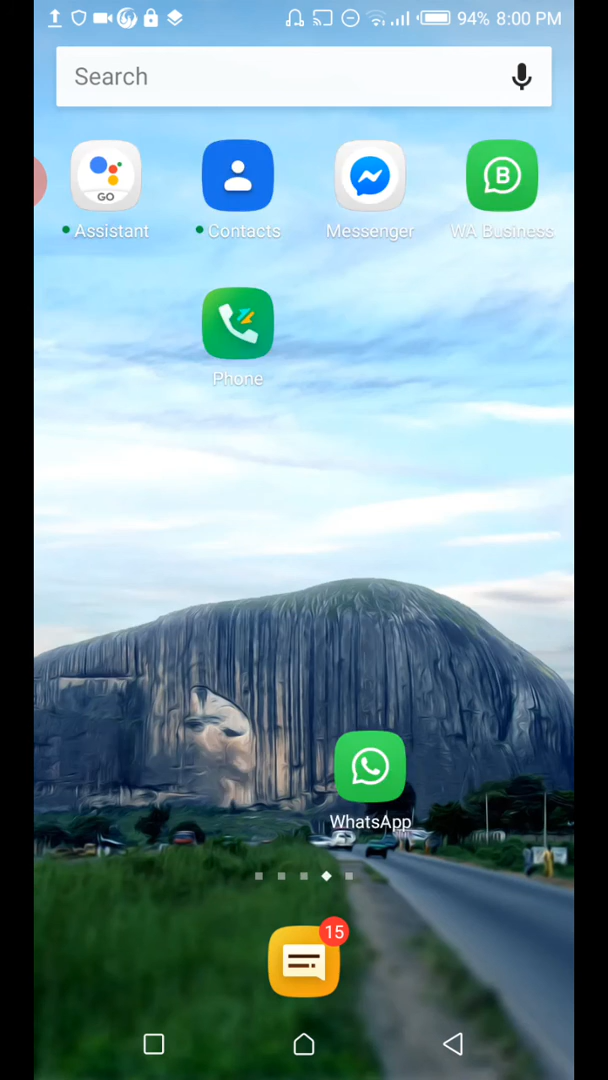 94% 8:00 PM
Search
GO
Assistant
Contacts
Messenger
B
WA Business
Phone
WhatsApp
15